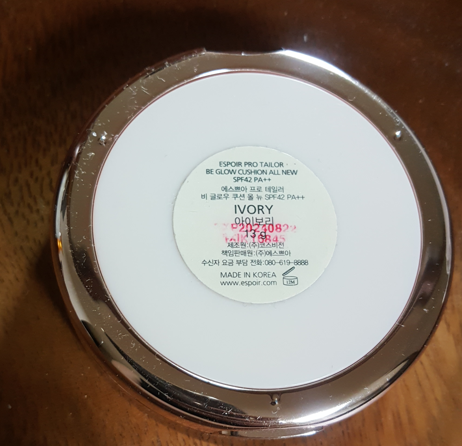 ESPOIR PRO TAILOR
BE GLOW CUSHION ALL NEW
SPF42 PA++
에스쁘아 프로 테일러
비 글로우 쿠션 올 뉴 SPF42 PA++
IVORY
아이보리
20230822
13 g
제조원:(주)코스비전
책임판매원:(주)에스쁘아
수신자 요금 부담 전화:080-619-8888
MADE IN KOREA
www.espoir.com